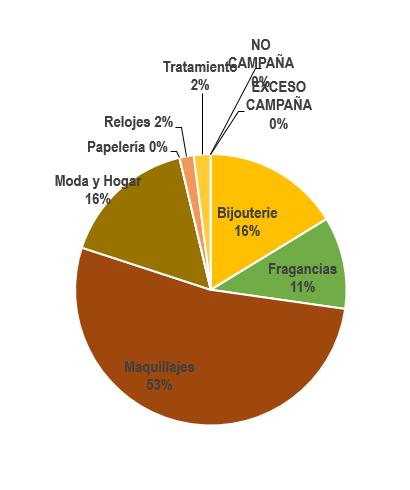 NO
CAMPAÑA
0%
EXCESO
CAMPAÑA
0%
Tratamiento
2%
Relojes 2%
Papelería 0%
Moda y Hogar
16%
Bijouterie
16%
Fragancias
11%
Maquillajes
53%